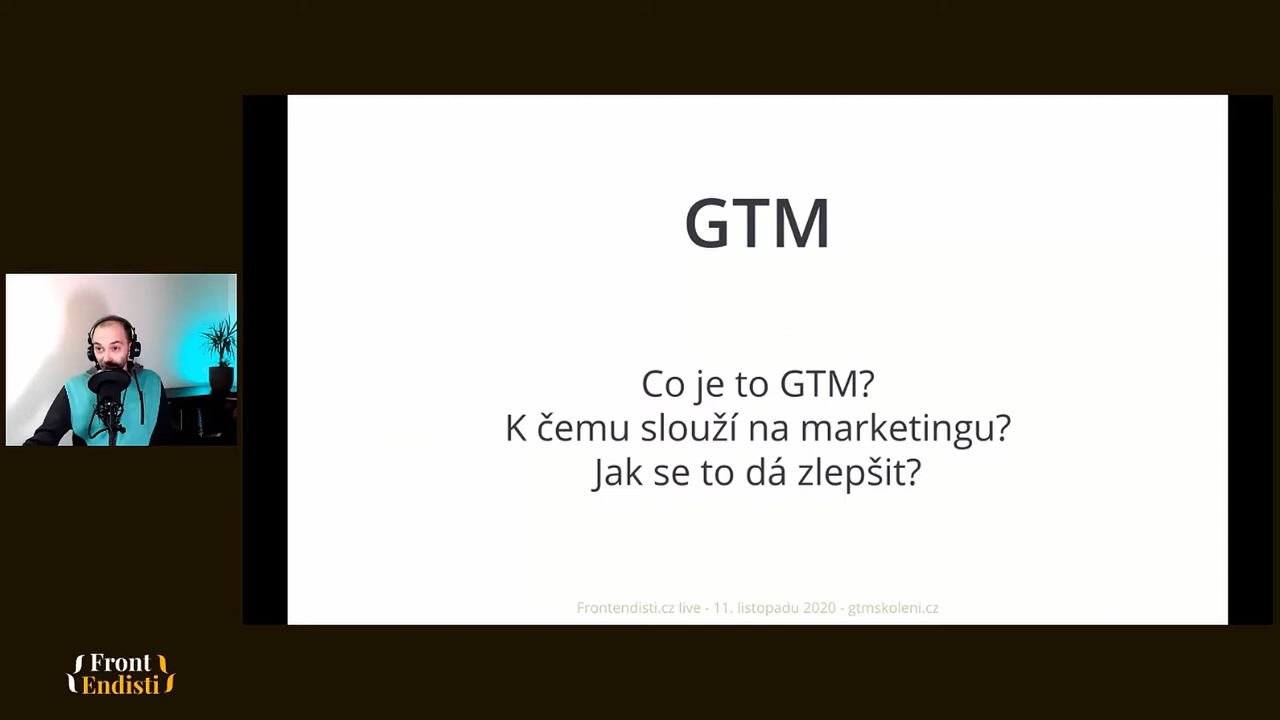 GTM
Co je to GTM?
K čemu slouží na marketingu?
Jak se to dá zlepšit?
Frontendisti.cz live - 11. listopadu 2020 - gtmskoleni.cz
{Front
Endisti}